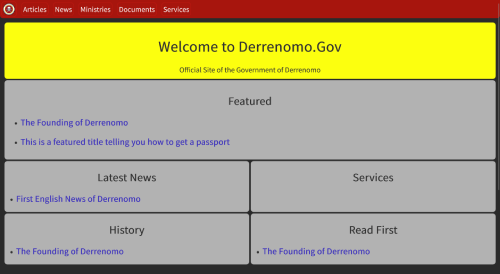 Articles News Ministries Documents Services
Welcome to Derrenomo.Gov
Official Site of the Government of Derrenomo
Featured
• The Founding of Derrenomo
• This is a featured title telling you how to get a passport
Latest News
• First English News of Derrenomo
Services
History
• The Founding of Derrenomo
Read First
• The Founding of Derrenomo